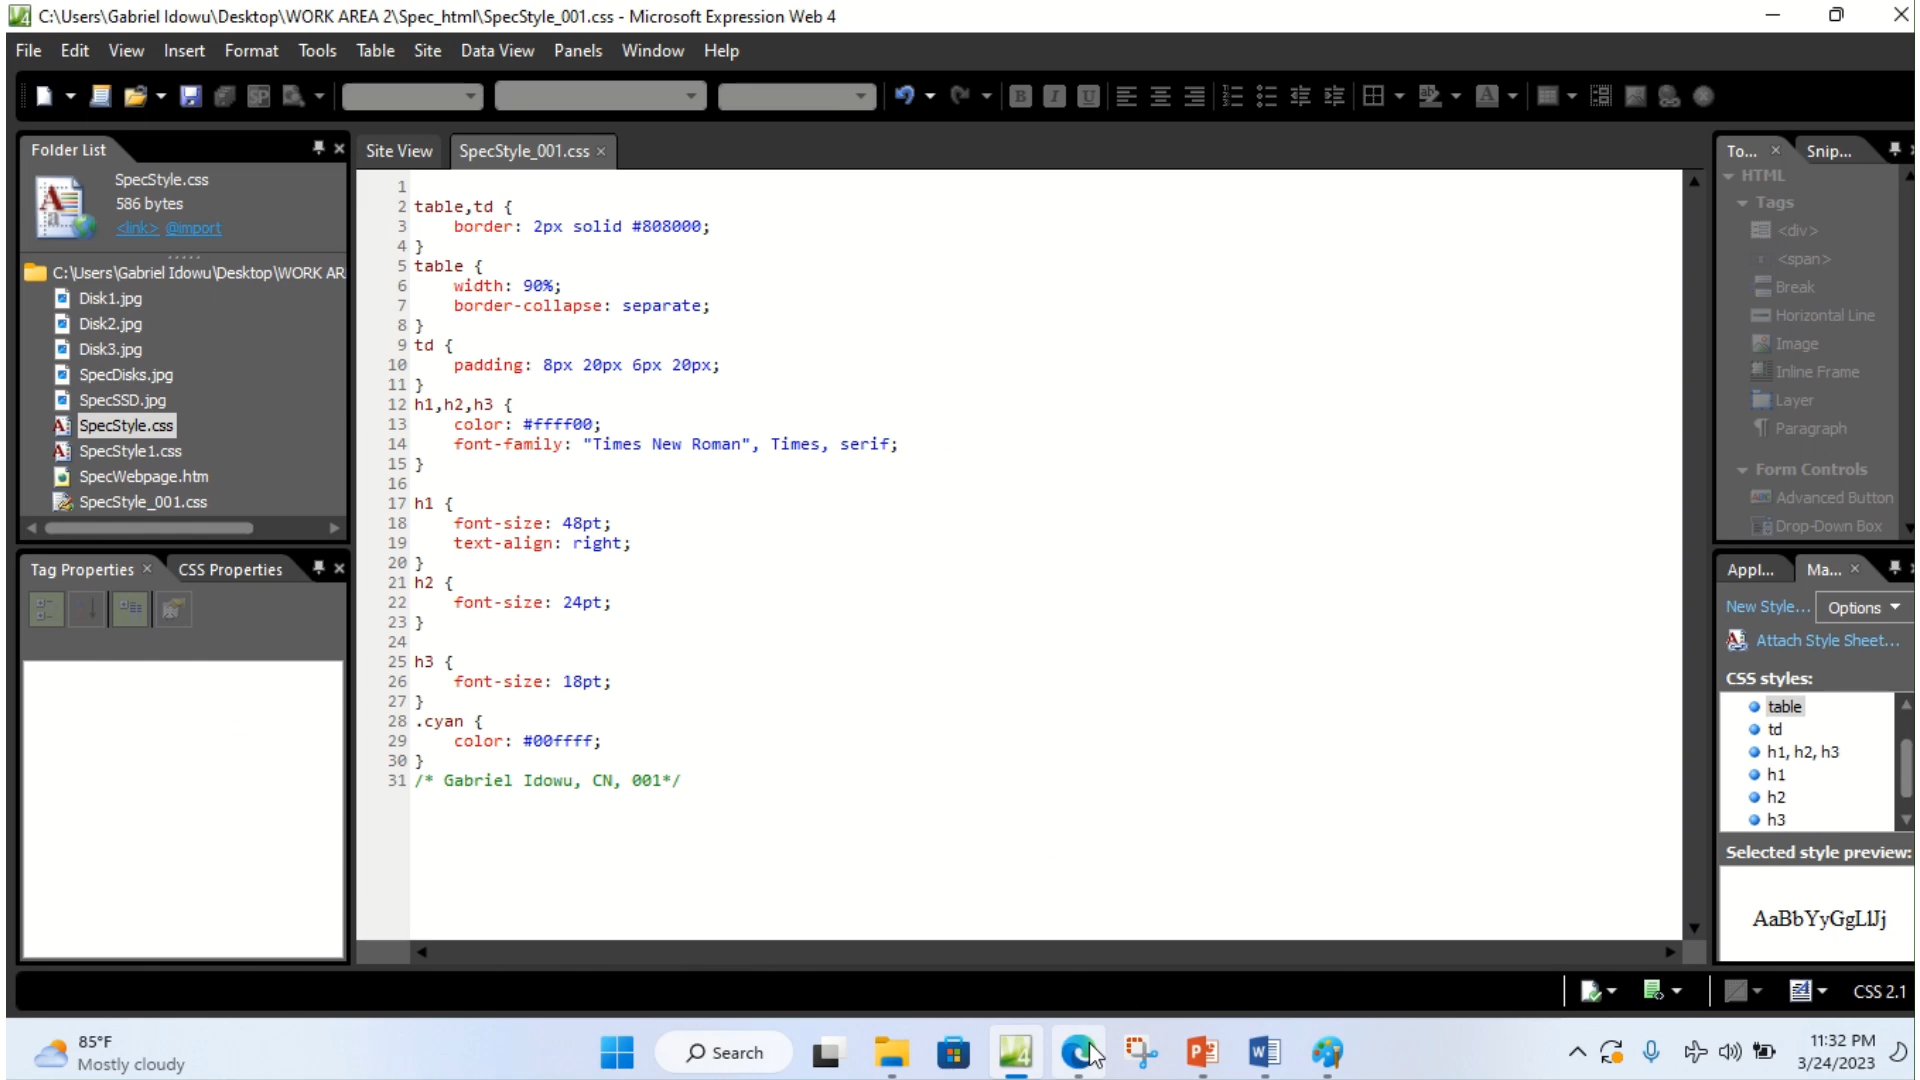 C:\Users\Gabriel Idowu\Desktop\WORK AREA 2\Spec_html\SpecStyle_001.css - Microsoft Expression Web 4
File Edit View Insert Format Tools Table Site Data View Panels Window Help
Folder List
SpecStyle.css
586 bytes
<link> @import
C:\Users\Gabriel Idowu\Desktop\WORK AR
Disk1.jpg
Disk2.jpg
Disk3.jpg
SpecDisks.jpg
SpecSSD.jpg
SpecStyle.css
SpecStyle1.css
SpecWebpage.htm
SpecStyle_001.css
Tag Properties CSS Properties
Site View SpecStyle_001.css
1
2 table,td {
3 border: 2px solid #808000;
4 }
5 table {
6 width: 90%;
7 border-collapse: separate;
8 }
9 td {
10 padding: 8px 20px 6px 20px;
11 }
12 h1,h2,h3 {
13 color: #ffff00;
14 font-family: "Times New Roman", Times, serif;
15 }
16
17 h1 {
18 font-size: 48pt;
19 text-align: right;
20 }
21 h2 {
22 font-size: 24pt;
23 }
24
25 h3 {
26 font-size: 18pt;
27 }
28 .cyan {
29 color: #00ffff;
30 }
31 /* Gabriel Idowu, CN, 001*/
To... Snip...
HTML
Tags
<div>
<span>
Break
Horizontal Line
Image
Inline Frame
Layer
Paragraph
Form Controls
Advanced Button
Drop-Down Box
Appl... Ma...
New Style... Options
Attach Style Sheet...
CSS styles:
table
td
h1, h2, h3
h1
h2
h3
Selected style preview:
AaBbYyGgLlJj
CSS 2.1
85°F
Mostly cloudy
Search
11:32 PM
3/24/2023